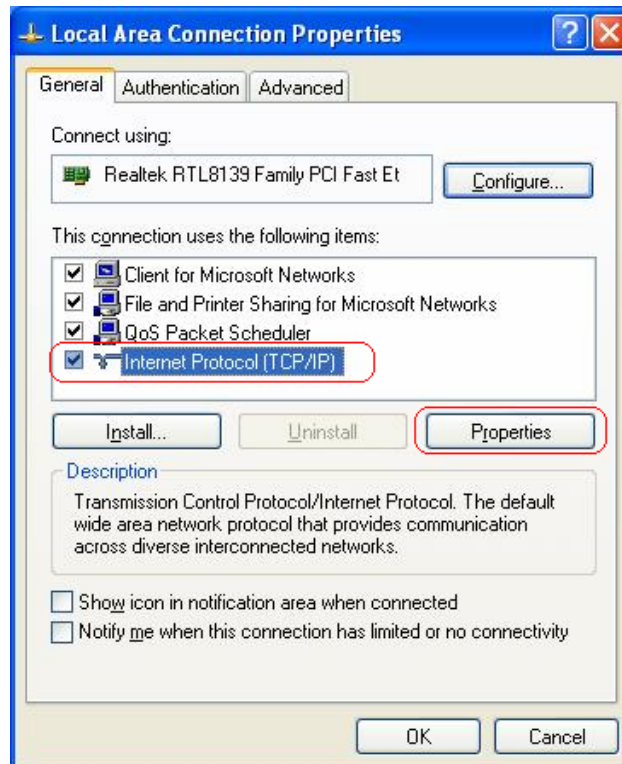 Local Area Connection Properties
General Authentication Advanced
Connect using:
Realtek RTL8139 Family PCI Fast Et
Configure...
This connection uses the following items:
Client for Microsoft Networks
File and Printer Sharing for Microsoft Networks
QoS Packet Scheduler
Internet Protocol (TCP/IP)
Install... Uninstall Properties
Description
Transmission Control Protocol/Internet Protocol. The default
wide area network protocol that provides communication
across diverse interconnected networks.
Show icon in notification area when connected
Notify me when this connection has limited or no connectivity
OK Cancel